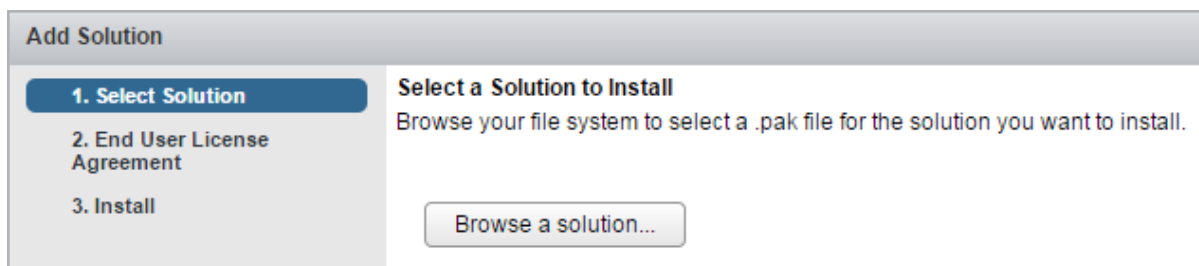 Add Solution
1. Select Solution
2. End User License
Agreement
3. Install
Select a Solution to Install
Browse your file system to select a .pak file for the solution you want to install.
Browse a solution...